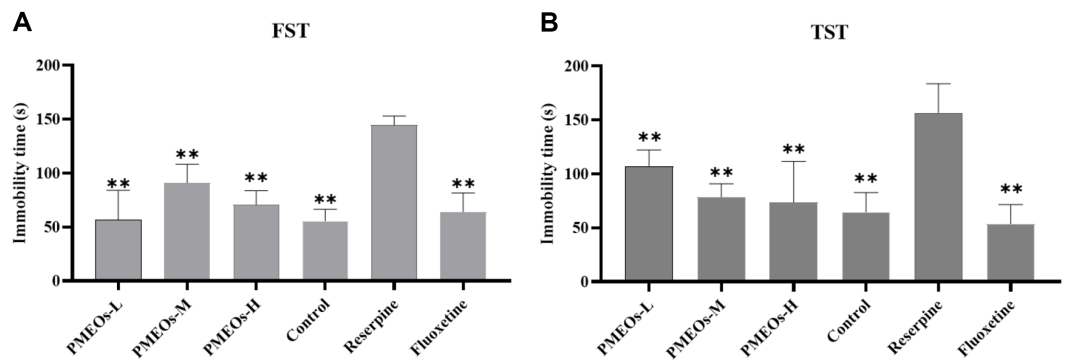 A
FST
Immobility time (s)
200
150
100
50
0
**
**
**
**
**
PMEOs-L
PMEOs-M
PMEOs-H
Control
Reserpine
Fluoxetine
B
TST
Immobility time (s)
200
150
100
50
0
**
**
**
**
**
PMEOs-L
PMEOs-M
PMEOs-H
Control
Reserpine
Fluoxetine